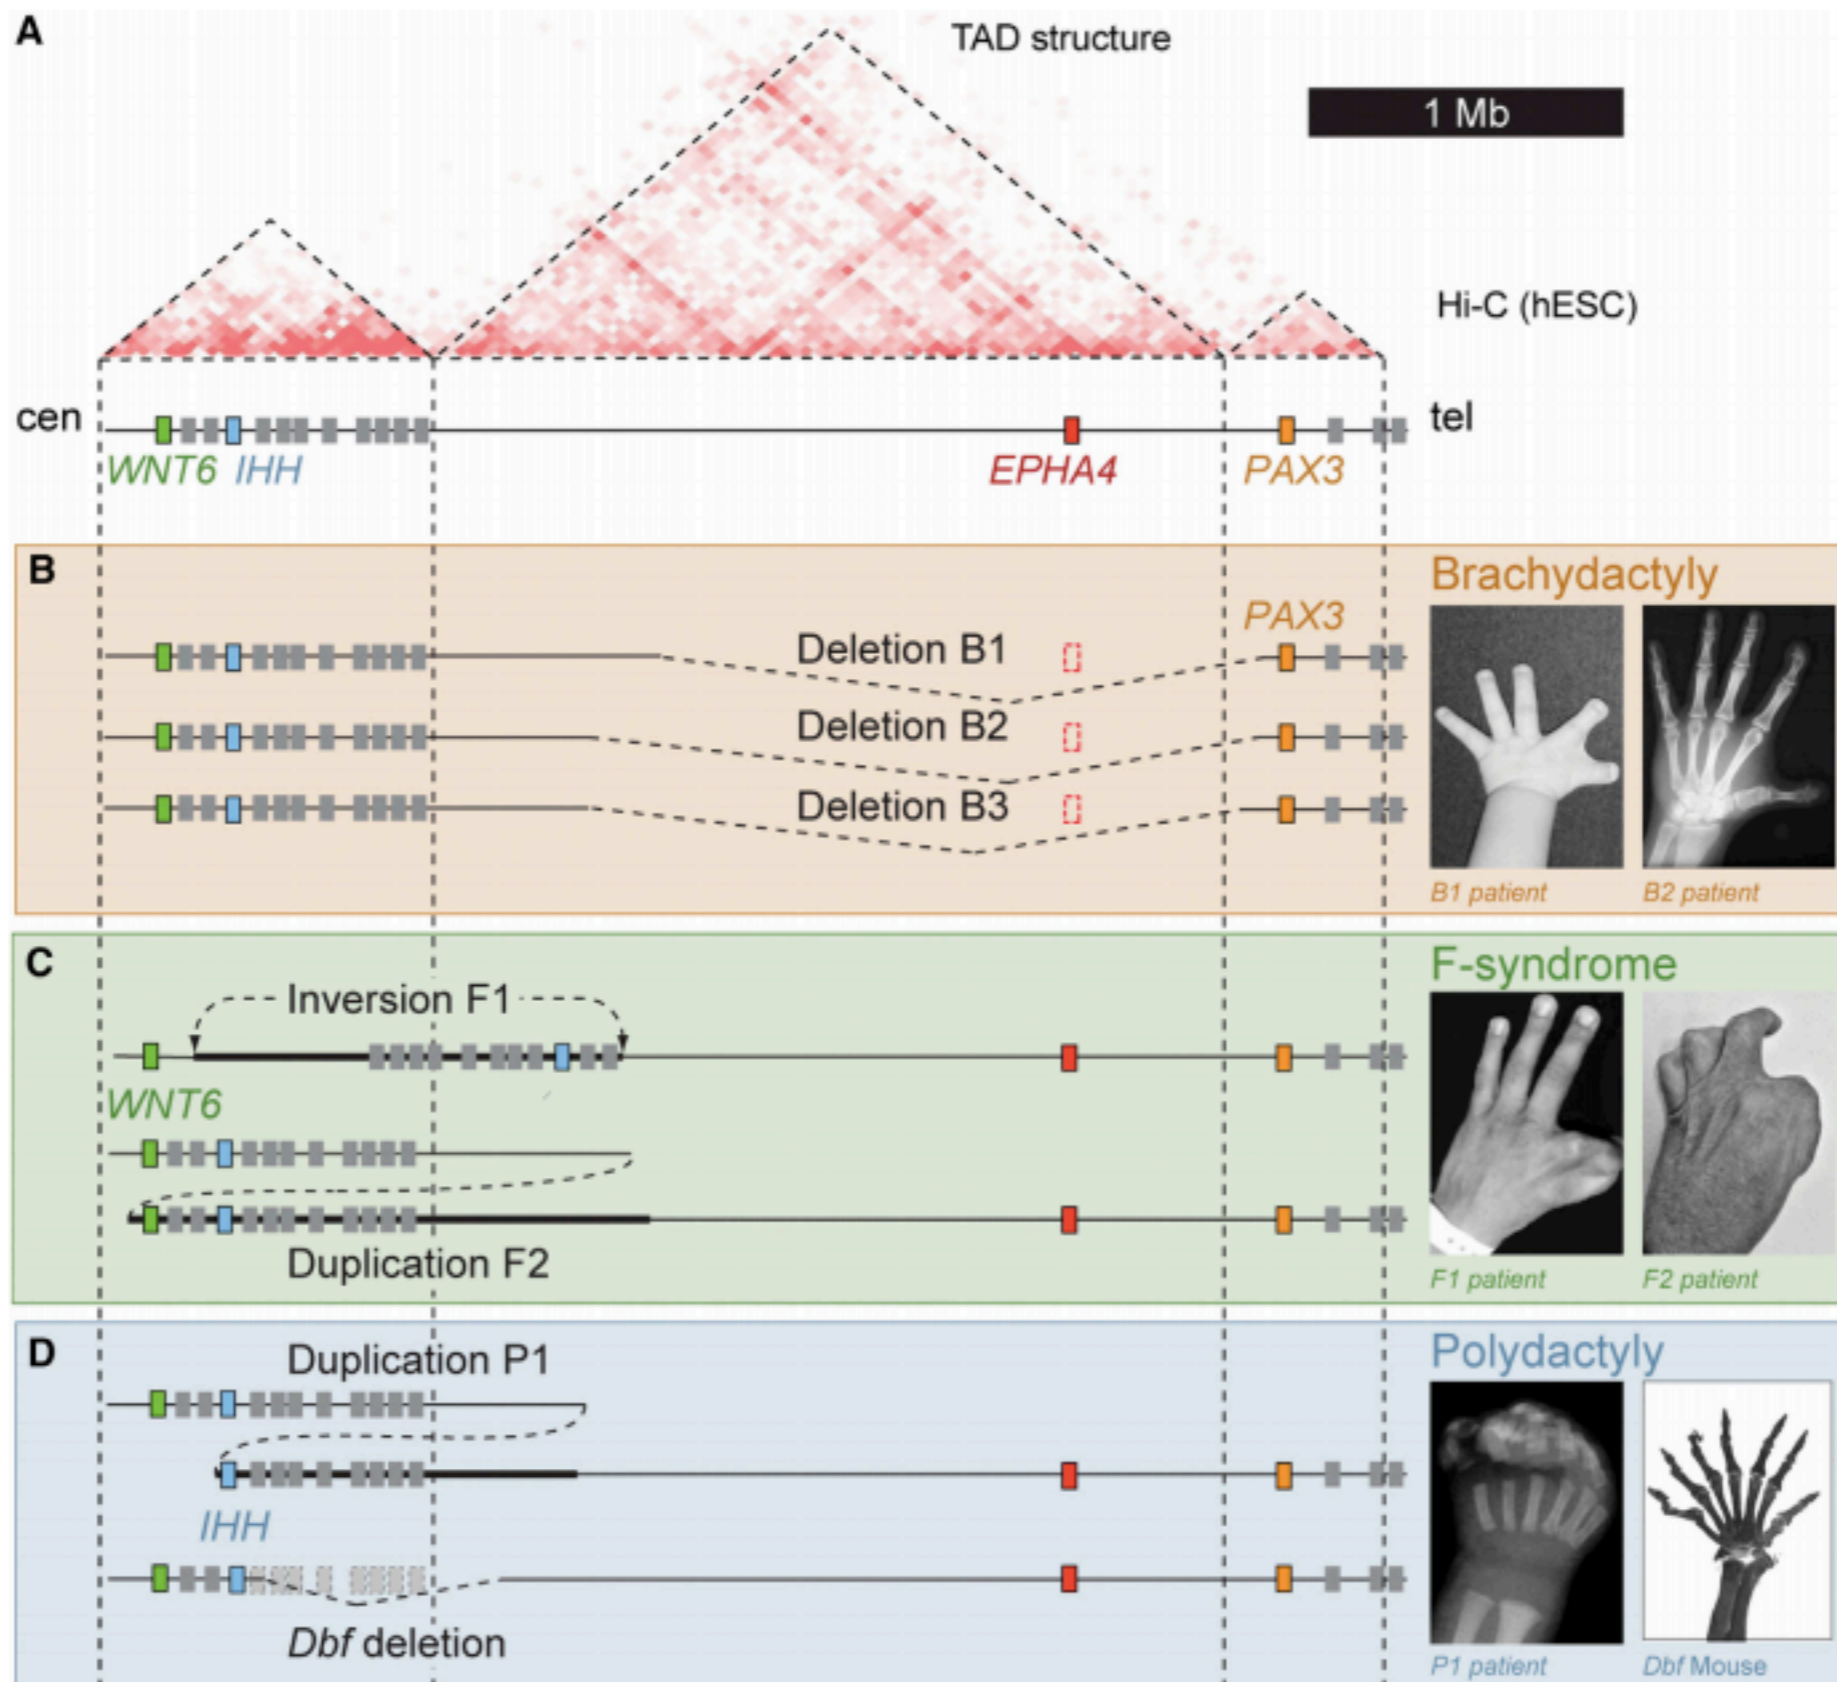 A
TAD structure
1 Mb
Hi-C (hESC)
cen
tel
WNT6 IHH
EPHA4
PAX3
B
Brachydactyly
PAX3
Deletion B1
Deletion B2
Deletion B3
B1 patient
B2 patient
C
F-syndrome
Inversion F1
WNT6
Duplication F2
F1 patient
F2 patient
D
Polydactyly
Duplication P1
IHH
Dbf deletion
P1 patient
Dbf Mouse